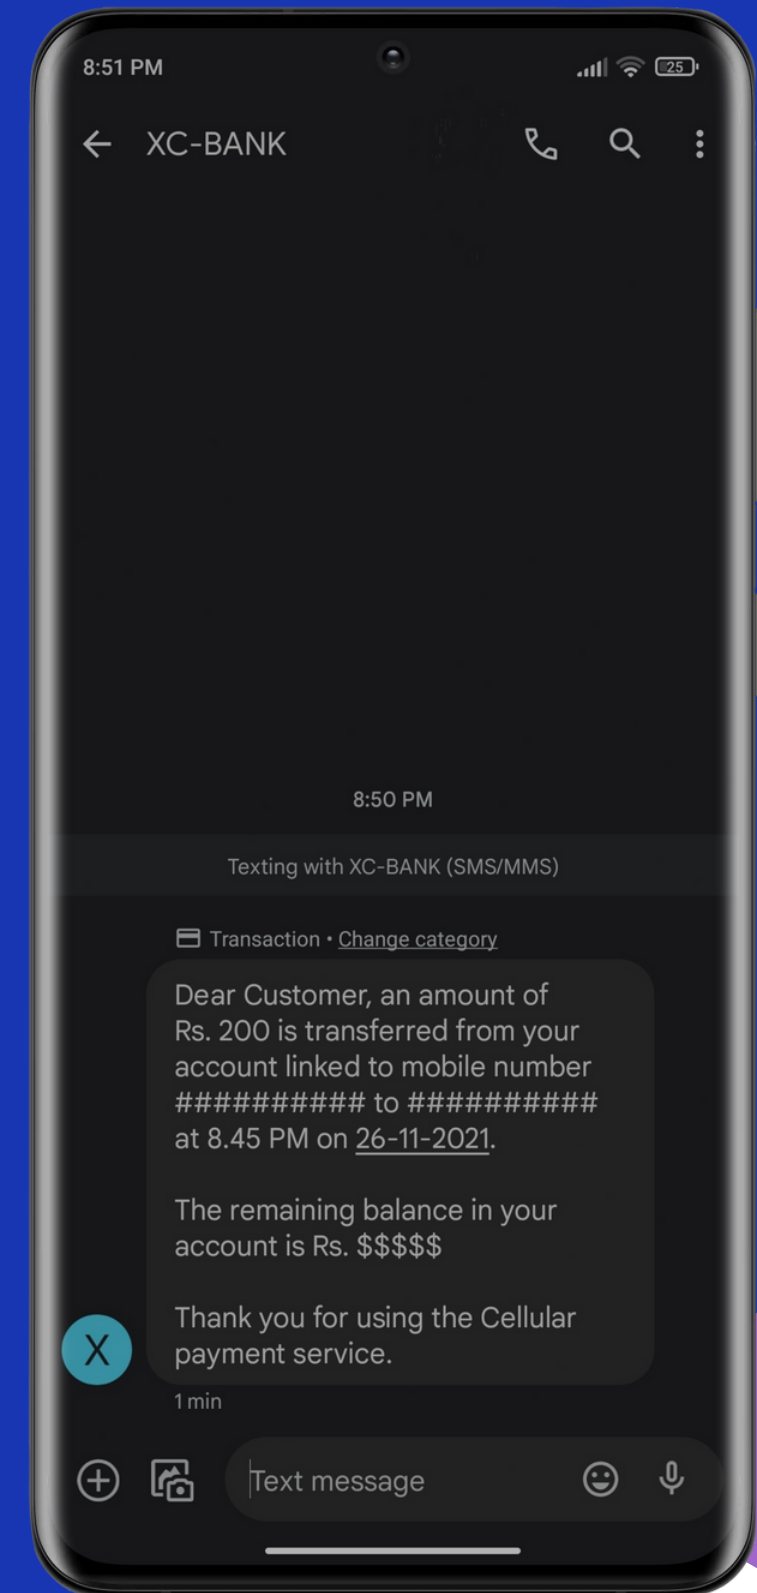 8:51 PM
25
XC-BANK
8:50 PM
Texting with XC-BANK (SMS/MMS)
Transaction • Change category
Dear Customer, an amount of
Rs. 200 is transferred from your
account linked to mobile number
########## to ##########
at 8.45 PM on 26-11-2021.
The remaining balance in your
account is Rs. $$$$$
Thank you for using the Cellular
payment service.
X
1 min
Text message